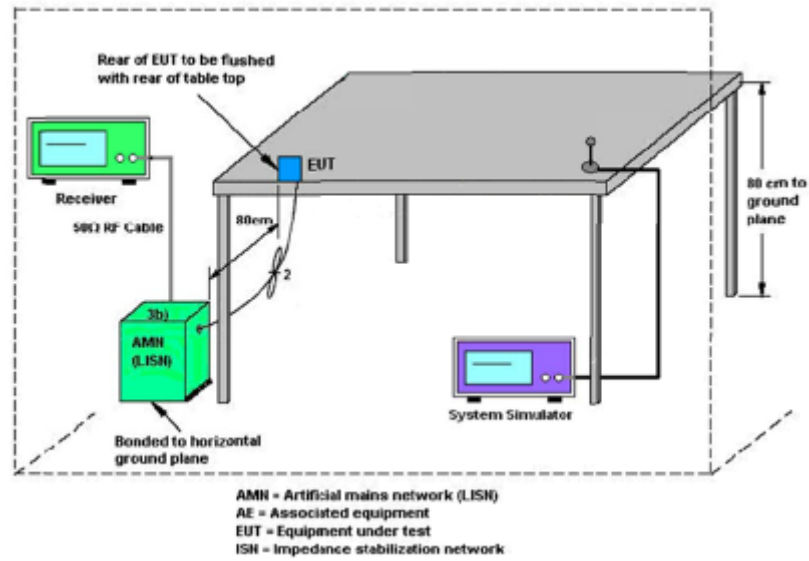 Rear of EUT to be flushed
with rear of table top
EUT
Receiver
50Ω RF Cable
80cm
2
80 cm to
ground
plane
3b)
AMN
(LISN)
System Simulator
Bonded to horizontal
ground plane
AMN = Artificial mains network (LISN)
AE = Associated equipment
EUT = Equipment under test
ISN = Impedance stabilization network